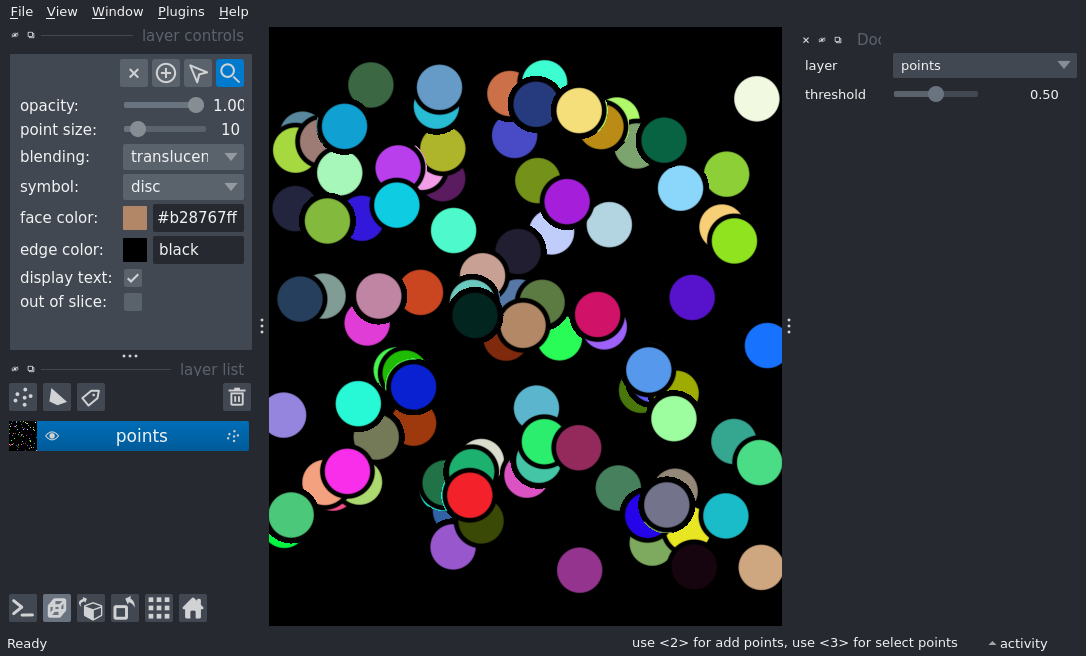 File View Window Plugins Help
layer controls
opacity: 1.00
point size: 10
blending: translucen
symbol: disc
face color: #b28767ff
edge color: black
display text:
out of slice:
layer list
points
Doc
layer points
threshold 0.50
Ready
use <2> for add points, use <3> for select points
activity